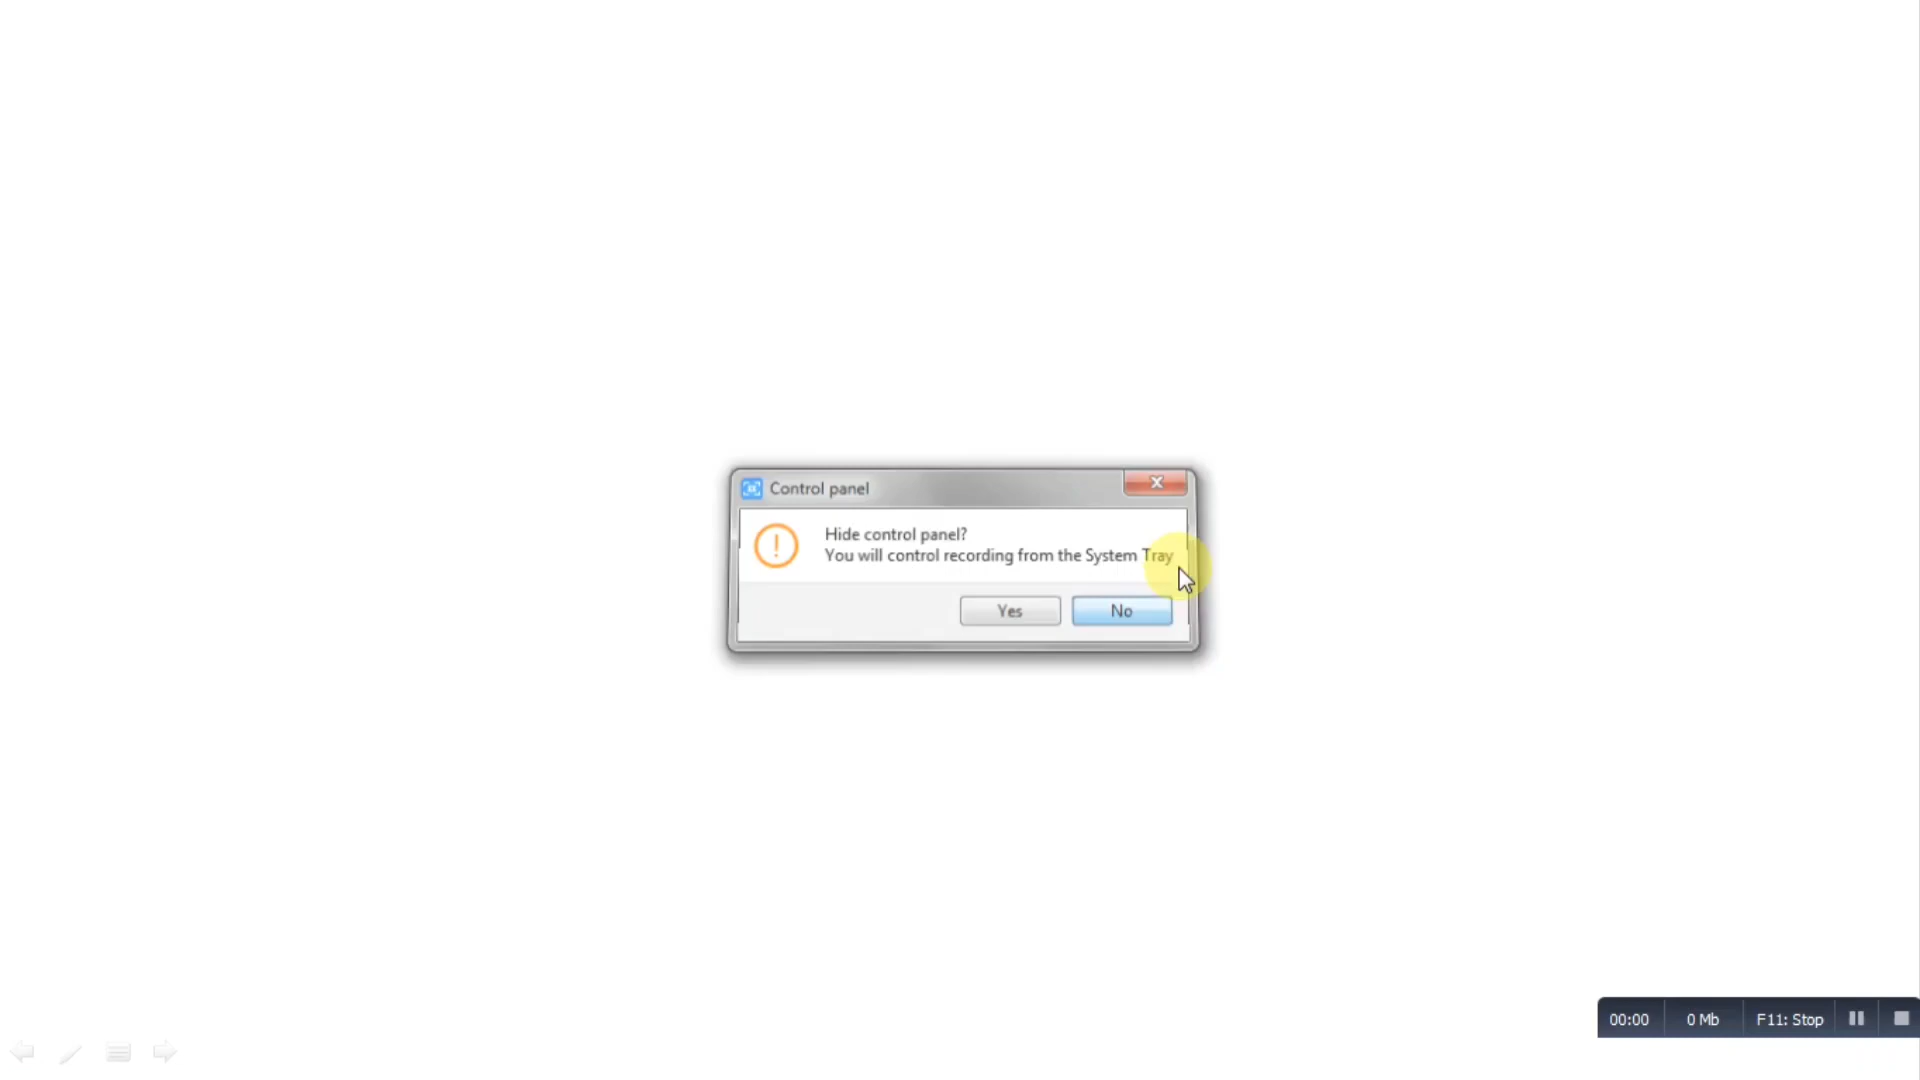 Control panel
Hide control panel?
You will control recording from the System Tray
Yes No
00:00 0 Mb F11: Stop